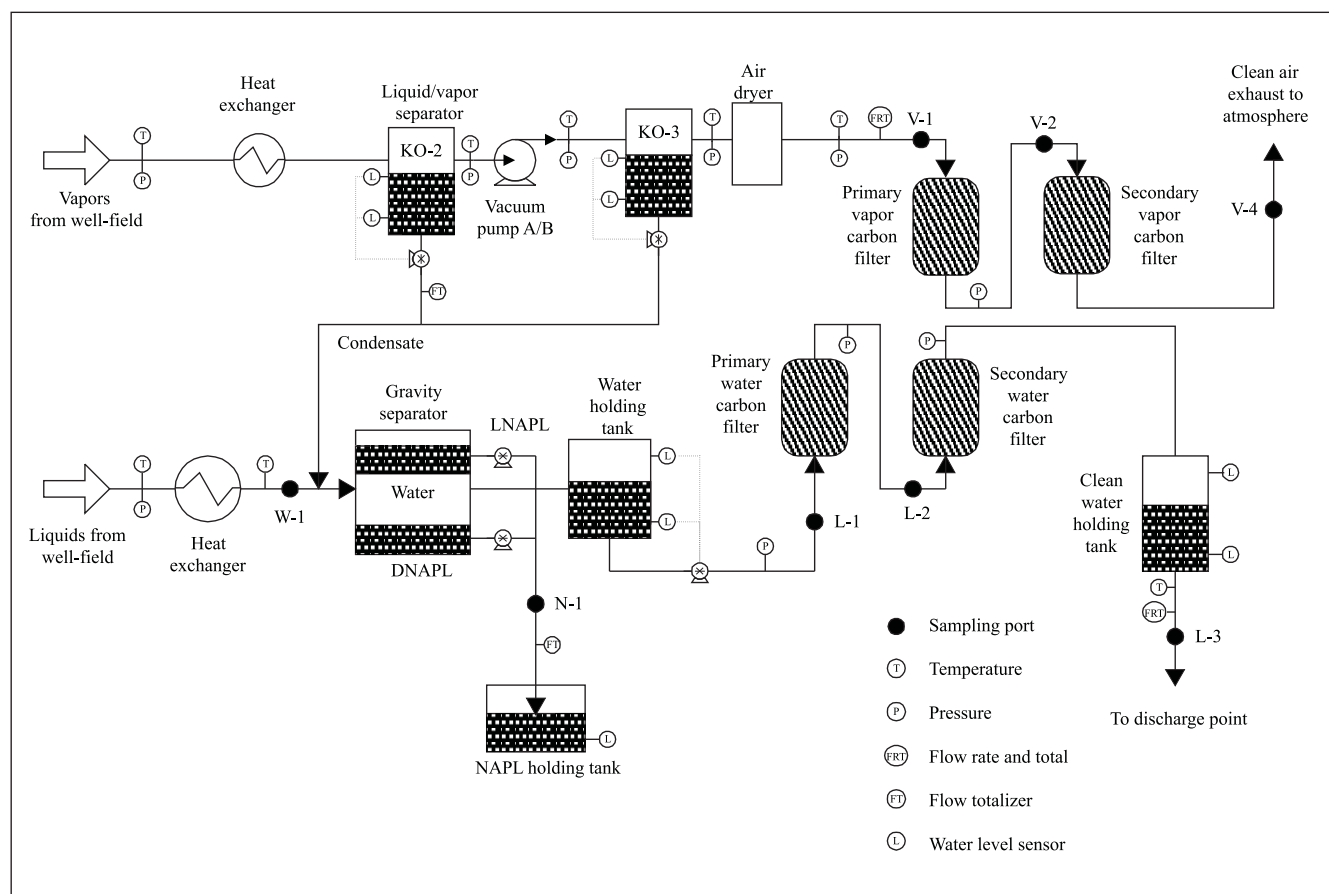 Heat
exchanger
Liquid/vapor
separator
Air
dryer
Clean air
exhaust to
atmosphere
T
P
Vapors
from well-field
KO-2
L
L
T
P
Vacuum
pump A/B
T
P
KO-3
L
L
T
P
T
P
FRT
V-1
V-2
V-4
Primary
vapor
carbon
filter
Secondary
vapor
carbon
filter
P
FT
Condensate
Gravity
separator
LNAPL
Water
holding
tank
Primary
water
carbon
filter
P
P
Secondary
water
carbon
filter
T
P
Liquids from
well-field
Heat
exchanger
T
W-1
Water
DNAPL
L
L
P
L-1
L-2
Clean
water
holding
tank
L
L
T
FRT
L-3
To discharge point
N-1
FT
L
NAPL holding tank
Sampling port
T Temperature
P Pressure
FRT Flow rate and total
FT Flow totalizer
L Water level sensor